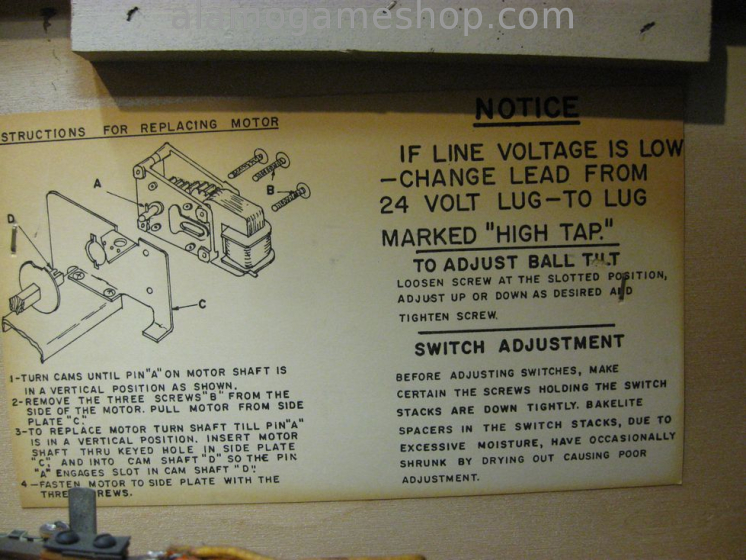 alamogameshop.com
STRUCTIONS FOR REPLACING MOTOR
A
B
D
C
1-TURN CAMS UNTIL PIN "A" ON MOTOR SHAFT IS
IN A VERTICAL POSITION AS SHOWN.
2-REMOVE THE THREE SCREWS "B" FROM THE
SIDE OF THE MOTOR. PULL MOTOR FROM SIDE
PLATE "C."
3-TO REPLACE MOTOR TURN SHAFT TILL PIN "A"
IS IN A VERTICAL POSITION. INSERT MOTOR
SHAFT THRU KEYED HOLE IN SIDE PLATE
"C" AND INTO CAM SHAFT "D" SO THE PIN
"A" ENGAGES SLOT IN CAM SHAFT "D".
4-FASTEN MOTOR TO SIDE PLATE WITH THE
NOTICE
IF LINE VOLTAGE IS LOW
-CHANGE LEAD FROM
24 VOLT LUG-TO LUG
MARKED "HIGH TAP."
TO ADJUST BALL TILT
LOOSEN SCREW AT THE SLOTTED POSITION,
ADJUST UP OR DOWN AS DESIRED AND
TIGHTEN SCREW.
SWITCH ADJUSTMENT
BEFORE ADJUSTING SWITCHES, MAKE
CERTAIN THE SCREWS HOLDING THE SWITCH
STACKS ARE DOWN TIGHTLY. BAKELITE
SPACERS IN THE SWITCH STACKS, DUE TO
EXCESSIVE MOISTURE, HAVE OCCASIONALLY
SHRUNK BY DRYING OUT CAUSING POOR
ADJUSTMENT.